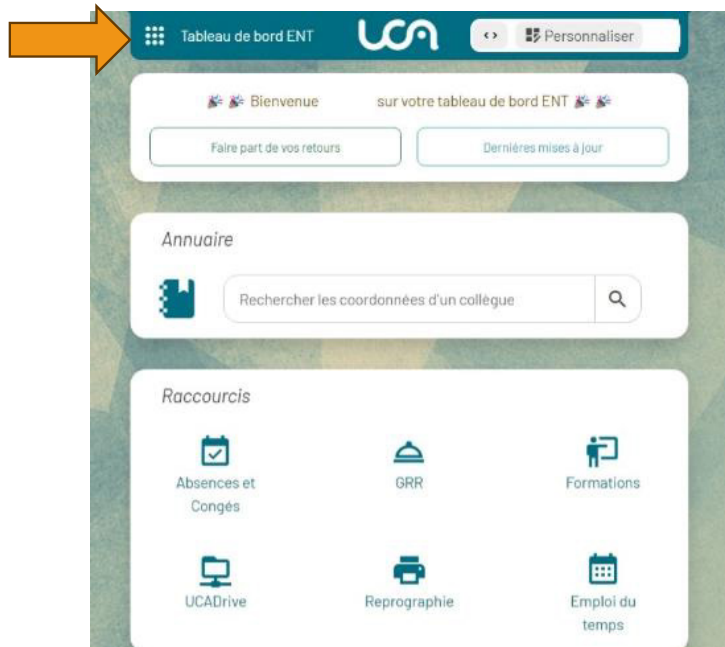 Tableau de bord ENT
uca
<> Personnaliser
Bienvenue sur votre tableau de bord ENT
Faire part de vos retours
Dernières mises à jour
Annuaire
Rechercher les coordonnées d'un collègue
Raccourcis
Absences et
Congés
GRR
Formations
UCADrive
Reprographie
Emploi du
temps